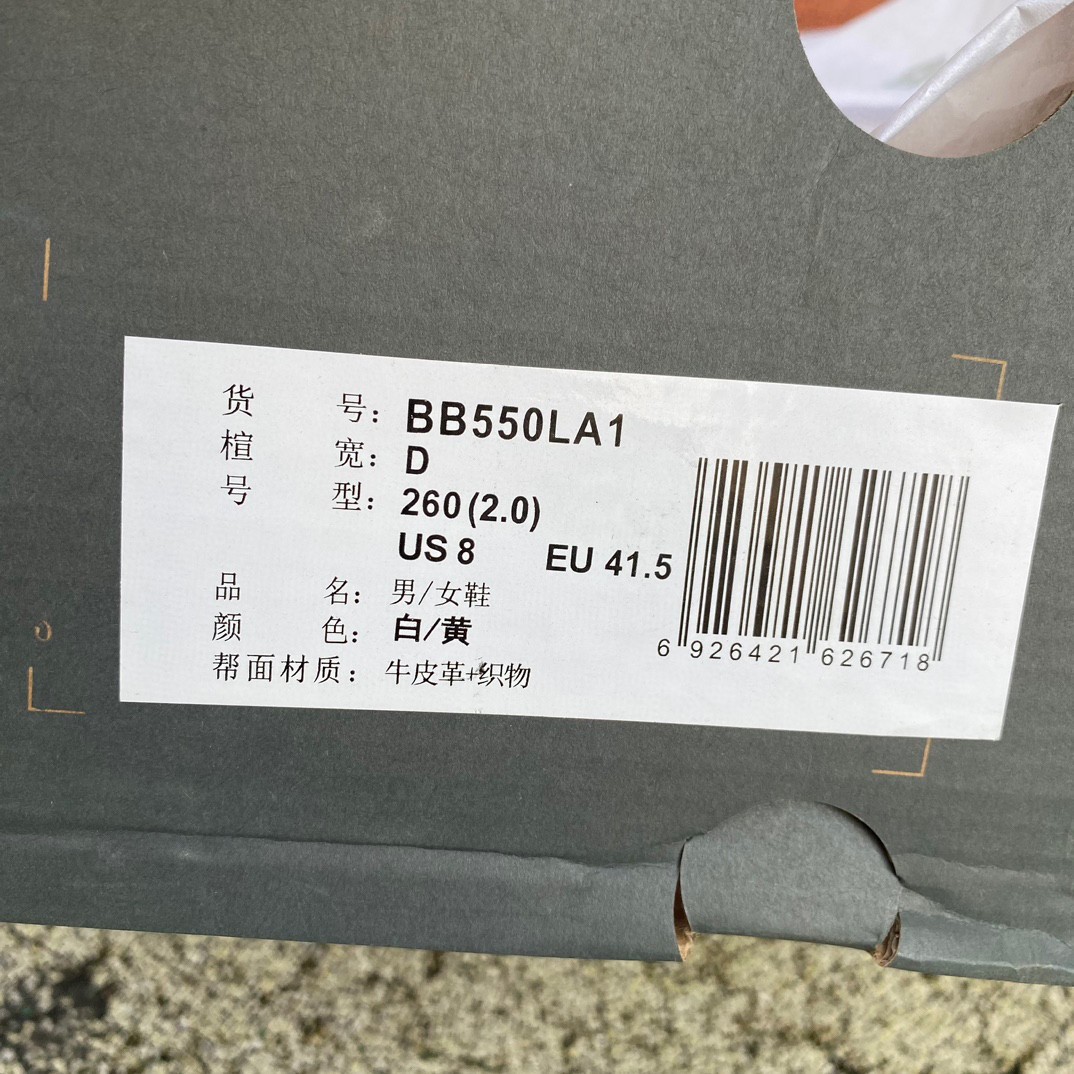 货 号: BB550LA1
楦 宽: D
号 型: 260(2.0)
US 8 EU 41.5
品 名: 男/女鞋
颜 色: 白/黄
帮面材质: 牛皮革+织物
6 926421 626718